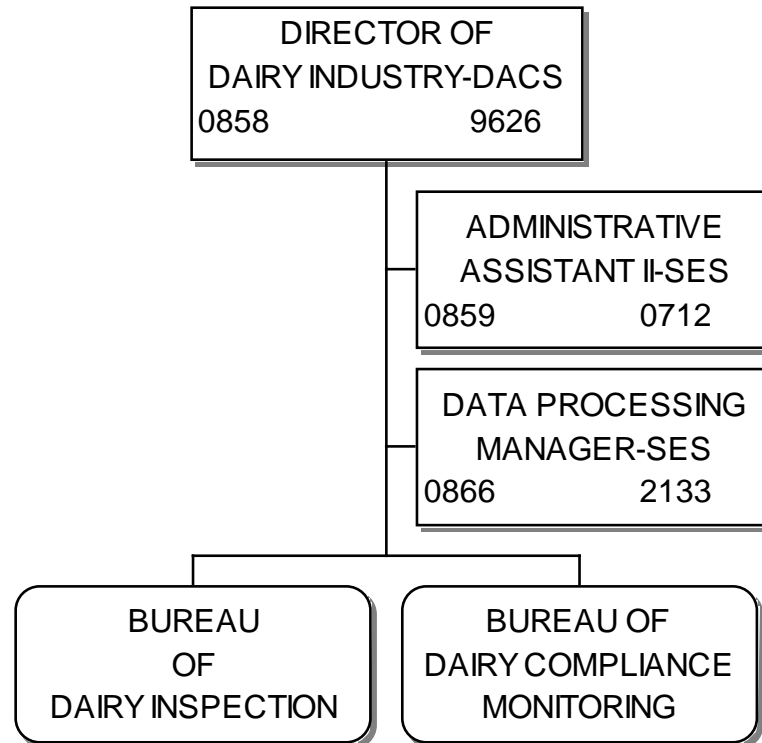 DIRECTOR OF
DAIRY INDUSTRY-DACS
0858 9626
ADMINISTRATIVE
ASSISTANT II-SES
0859 0712
DATA PROCESSING
MANAGER-SES
0866 2133
BUREAU
OF
DAIRY INSPECTION
BUREAU OF
DAIRY COMPLIANCE
MONITORING